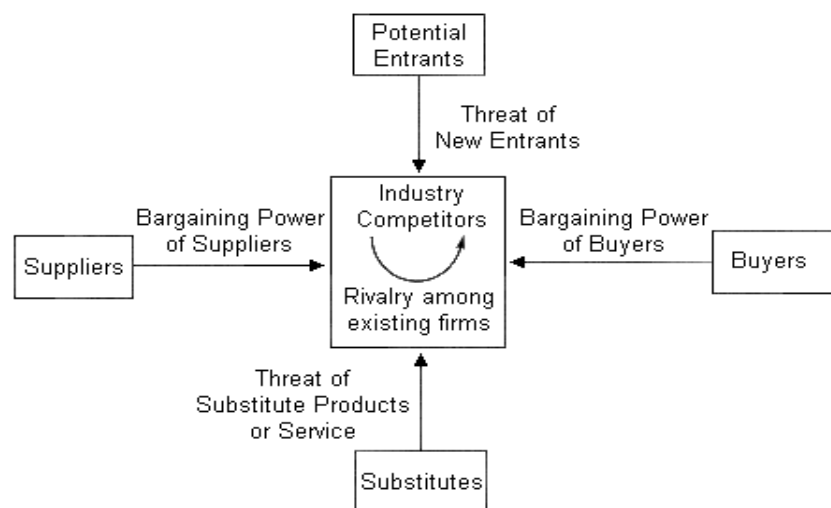 Potential
Entrants
Threat of
New Entrants
Industry
Competitors
Bargaining Power
of Suppliers
Bargaining Power
of Buyers
Suppliers
Buyers
Rivalry among
existing firms
Threat of
Substitute Products
or Service
Substitutes